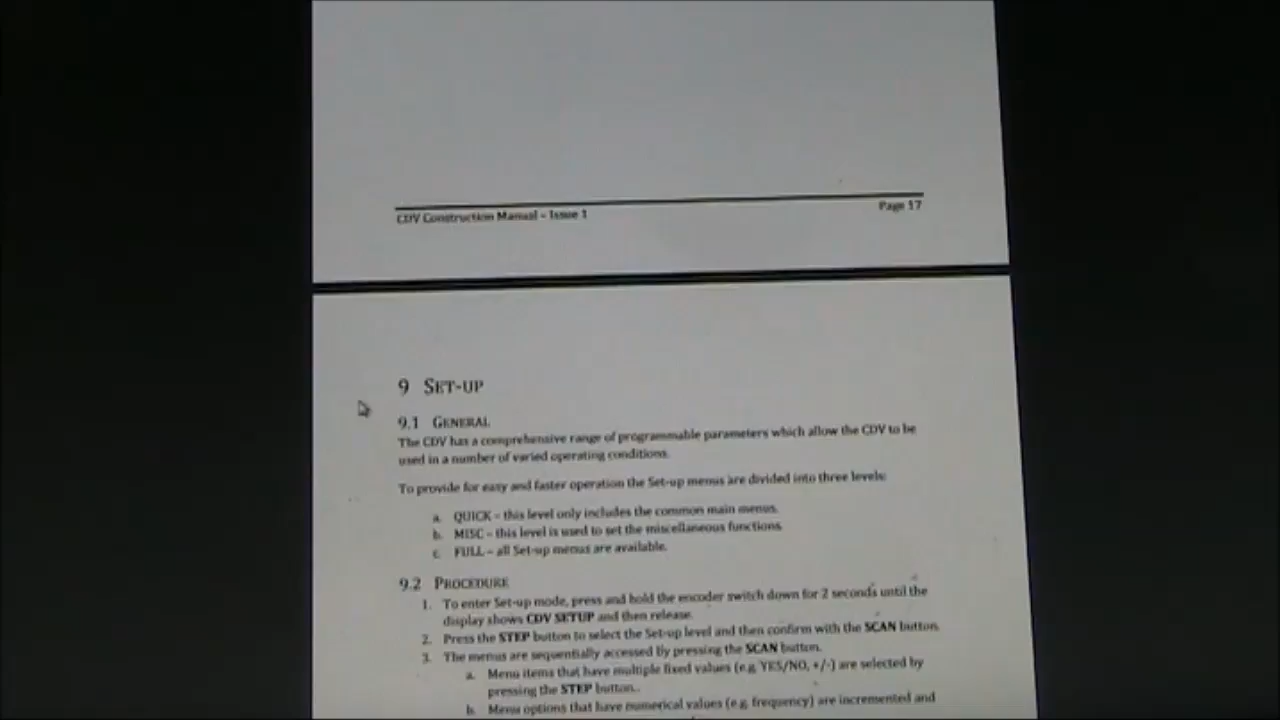 CDV Construction Manual – Issue 1 Page 17
9 SET-UP
9.1 GENERAL
The CDV has a comprehensive range of programmable parameters which allow the CDV to be
used in a number of varied operating conditions.
To provide for easy and faster operation the Set-up menus are divided into three levels:
a. QUICK – this level only includes the common main menus.
b. MISC – this level is used to set the miscellaneous functions.
c. FULL – all Set-up menus are available.
9.2 PROCEDURE
1. To enter Set-up mode, press and hold the encoder switch down for 2 seconds until the
display shows CDV SETUP and then release.
2. Press the STEP button to select the Set-up level and then confirm with the SCAN button.
3. The menus are sequentially accessed by pressing the SCAN button.
a. Menu items that have multiple fixed values (e.g. YES/NO, +/-) are selected by
pressing the STEP button..
b. Menu options that have numerical values (e.g. frequency) are incremented and